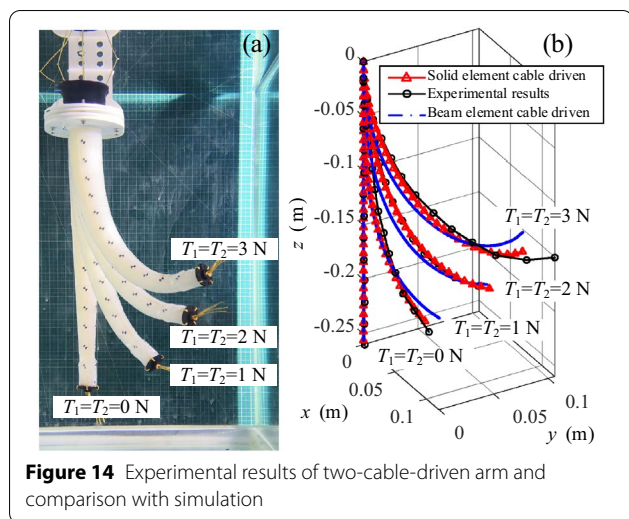 (a)
T₁=T₂=3 N
T₁=T₂=2 N
T₁=T₂=1 N
T₁=T₂=0 N
(b)
Solid element cable driven
Experimental results
Beam element cable driven
0
-0.05
-0.1
-0.15
-0.2
-0.25
z (m)
T₁=T₂=3 N
T₁=T₂=2 N
T₁=T₂=1 N
T₁=T₂=0 N
0
0.05
0.1
x (m)
0
0.05
0.1
y (m)
Figure 14 Experimental results of two-cable-driven arm and
comparison with simulation